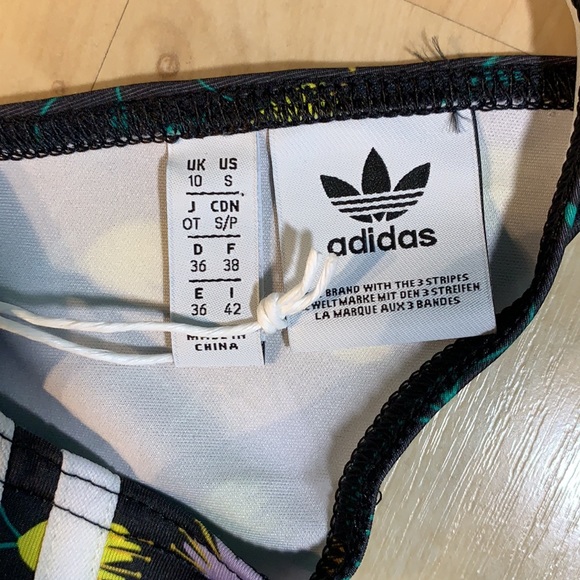 UK US
10 S
J CDN
OT S/P
D F
36 38
E I
36 42
MADE IN
CHINA
adidas
BRAND WITH THE 3 STRIPES
WELTMARKE MIT DEN 3 STREIFEN
LA MARQUE AUX 3 BANDES